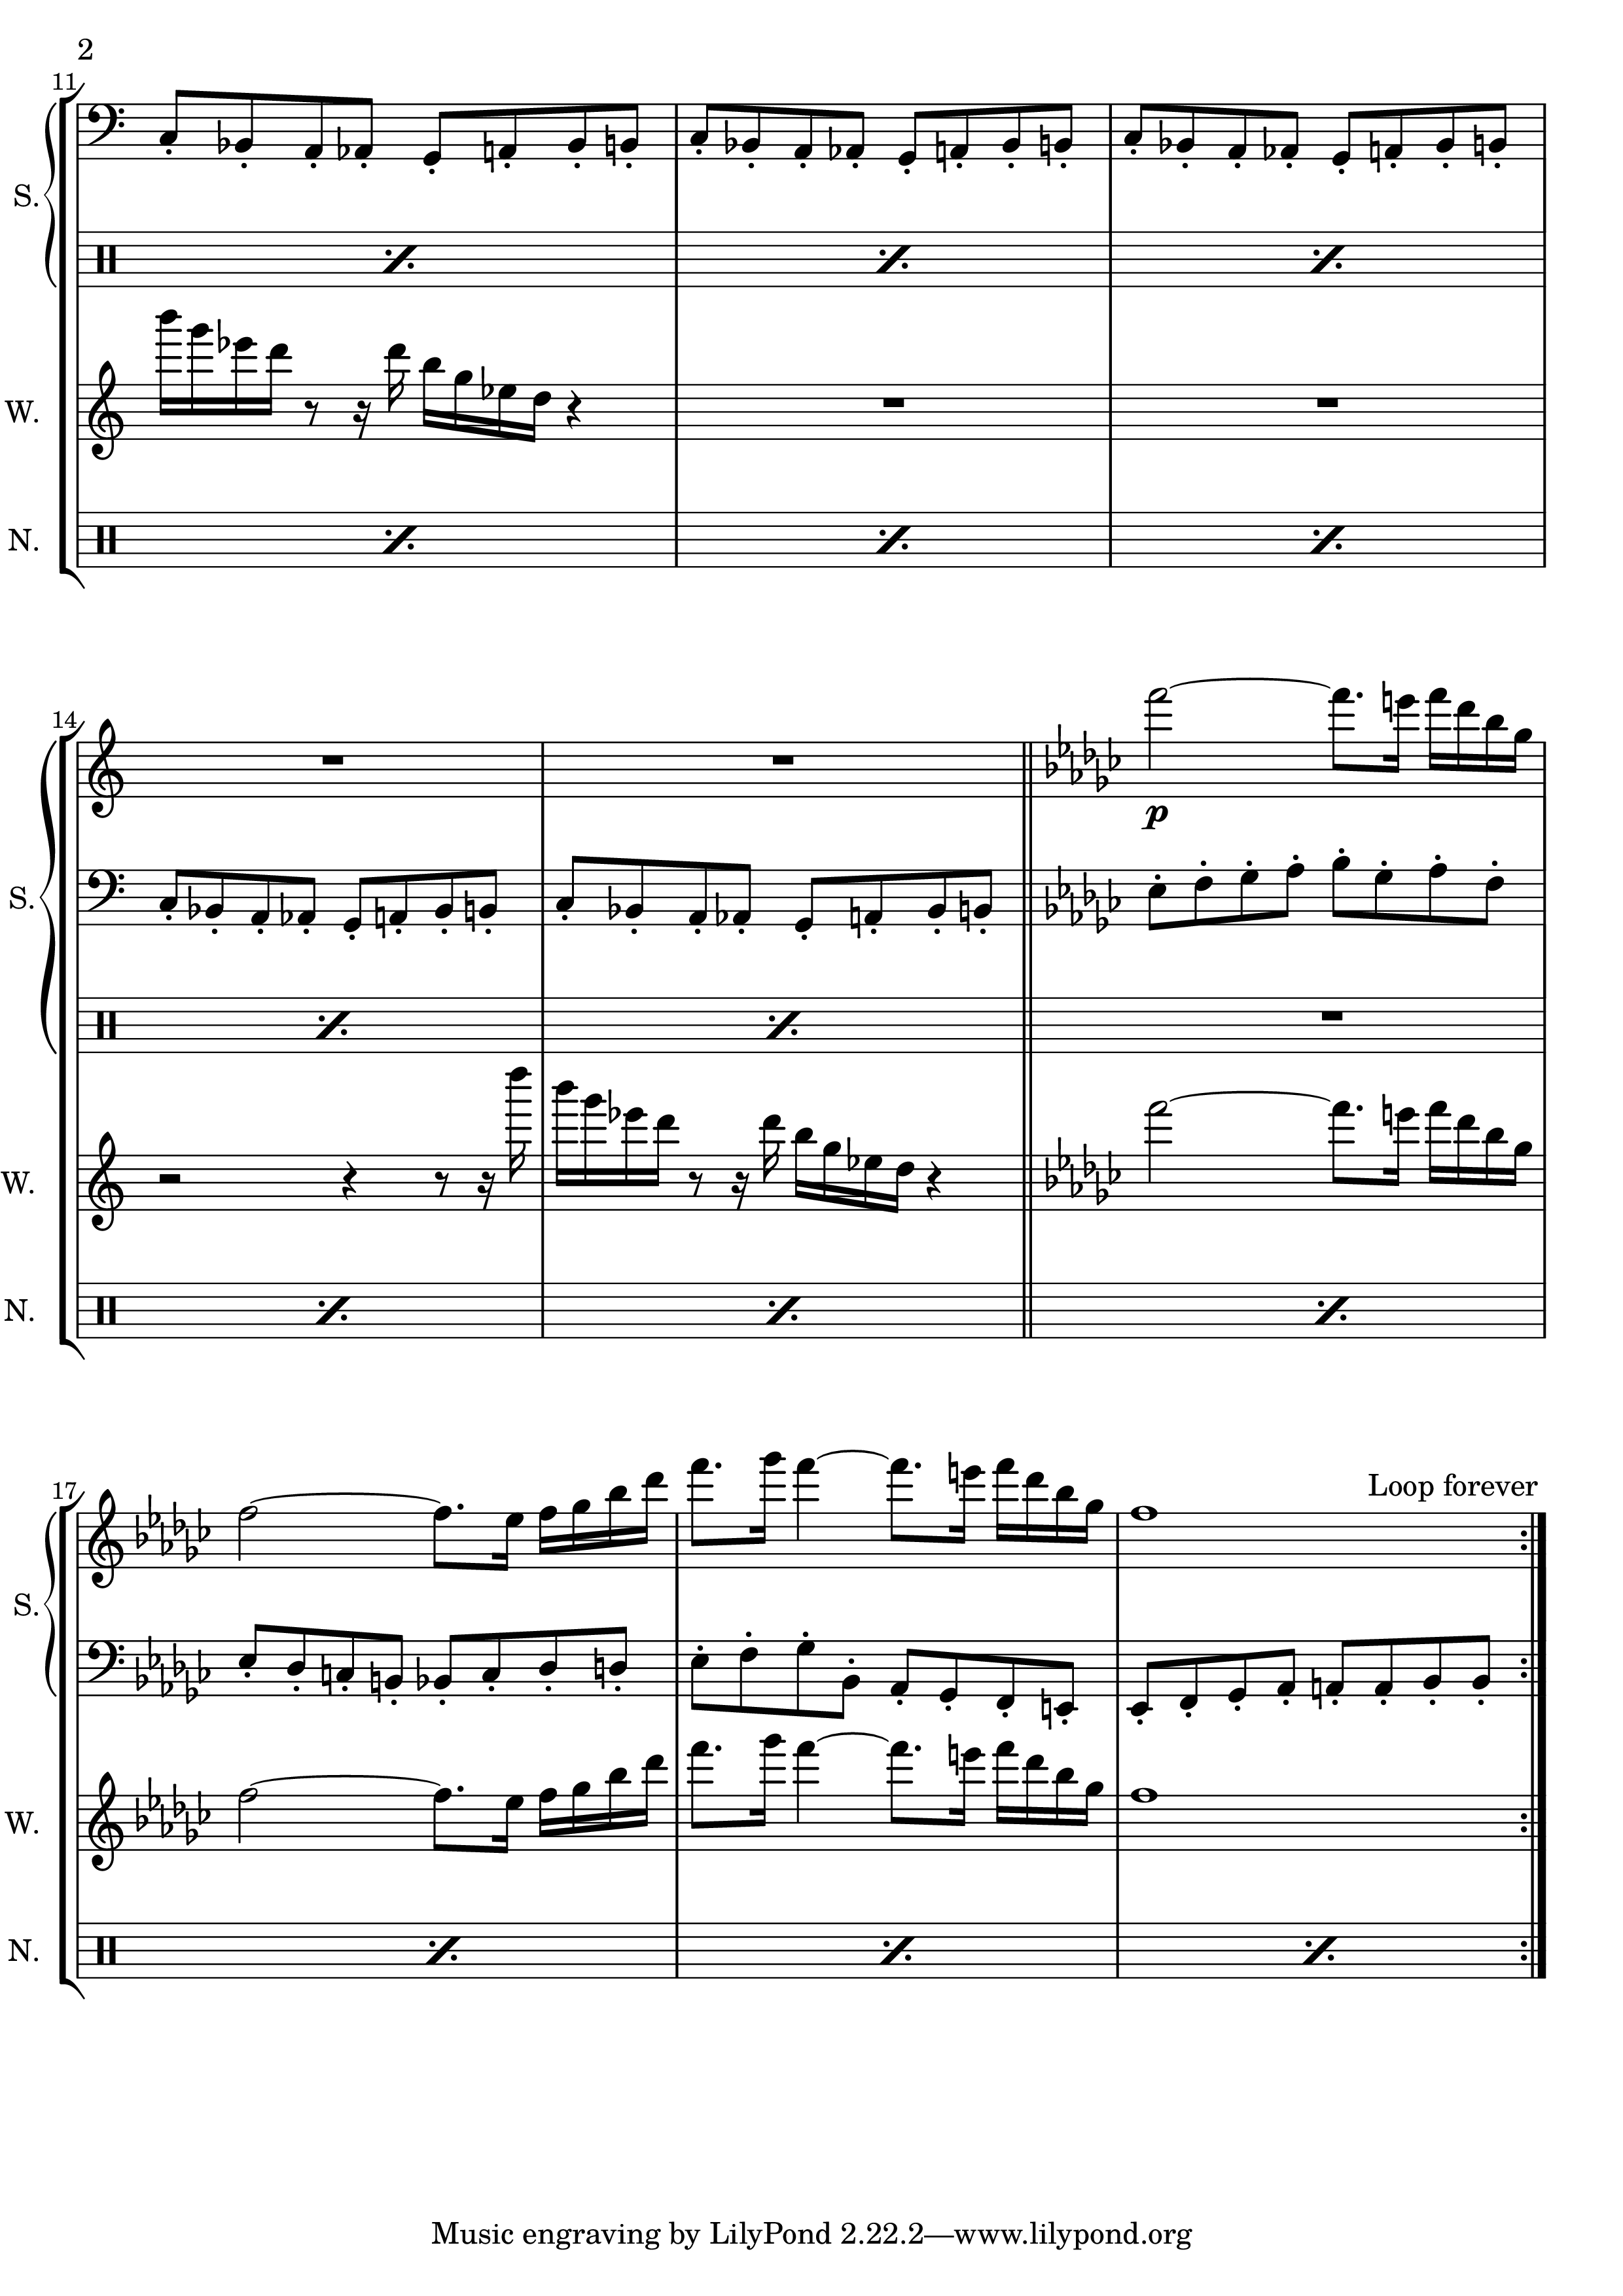 2
11
S.
W.
N.
14
p
S.
W.
N.
Loop forever
17
S.
W.
N.
Music engraving by LilyPond 2.22.2—www.lilypond.org